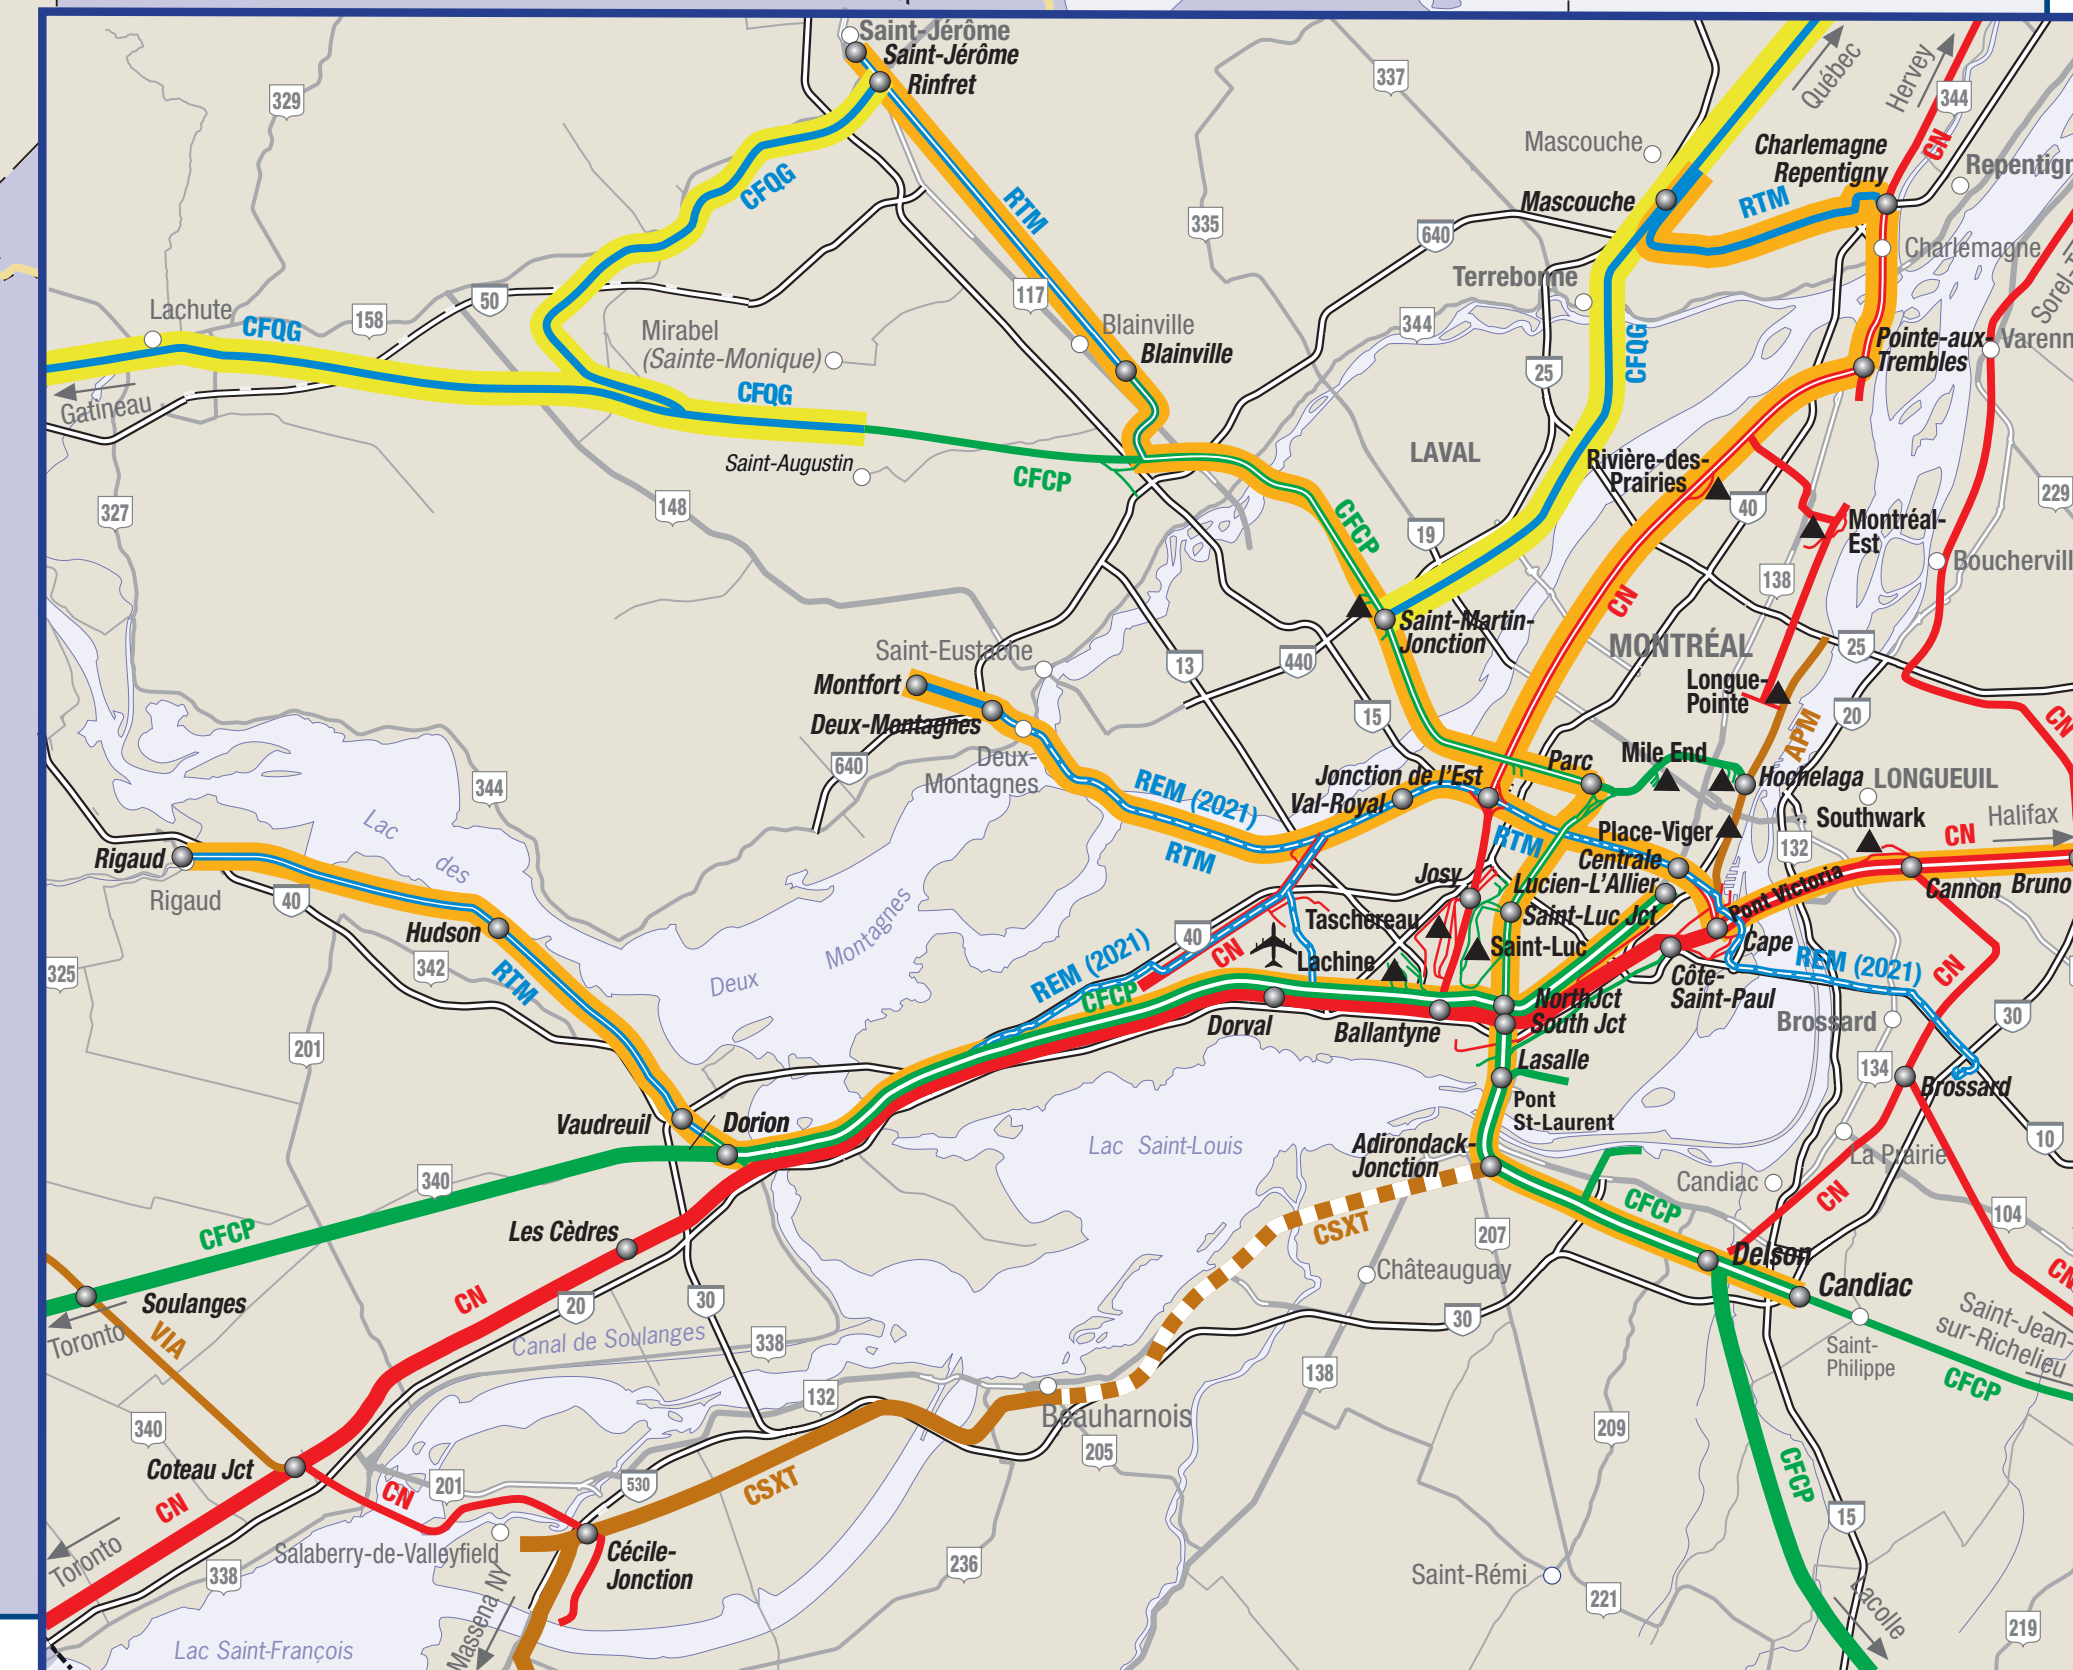 Saint-Jérôme
Saint-Jérôme
Rinfret
329
337
Québec
Hervey
344
CN
Mascouche
Charlemagne
Repentigny
Mascouche
RTM
CFQG
RTM
335
640
Charlemagne
Terrebonne
Lachute
CFQG
158
50
117
Mirabel
(Sainte-Monique)
Blainville
Blainville
344
CFQG
25
Pointe-aux-
Trembles
Gatineau
CFQG
LAVAL
Saint-Augustin
CFCP
Rivière-des-
Prairies
40
229
327
148
CFCP
19
Montréal-
Est
138
CN
Saint-Eustache
Montfort
Deux-Montagnes
Deux-
Montagnes
640
13
440
Saint-Martin-
Jonction
MONTRÉAL
25
Longue-
Pointe
20
15
CN
APM
344
Lac
des
Deux
Montagnes
REM (2021)
RTM
Jonction de l'Est
Val-Royal
Parc
Mile End
Hochelaga
LONGUEUIL
Southwark
CN
Halifax
Place-Viger
132
Centrale
RTM
Lucien-L'Allier
Josy
Rigaud
Rigaud
40
Hudson
342
RTM
325
201
REM (2021)
40
CN
CFCP
Taschereau
Lachine
Saint-Luc Jct
Saint-Luc
Pont Victoria
Cannon
Bruno
Cape
REM (2021)
CN
Côte-
Saint-Paul
Dorval
Ballantyne
North Jct
South Jct
Brossard
30
Lasalle
134
Brossard
Pont
St-Laurent
10
Vaudreuil
Dorion
Lac Saint-Louis
Adirondack-
Jonction
La Prairie
Candiac
340
CFCP
Les Cèdres
CSXT
CFCP
CN
104
207
Châteauguay
Delson
Candiac
CN
Soulanges
Toronto
VIA
CN
20
30
Canal de Soulanges
338
30
Saint-
Philippe
Saint-Jean-
sur-Richelieu
CFCP
132
Beauharnois
138
205
209
340
Coteau Jct
CN
201
CN
530
CSXT
CFCP
15
Toronto
Salaberry-de-Valleyfield
Cécile-
Jonction
338
236
Saint-Rémi
221
Massena NY
Lacolle
219
Lac Saint-François